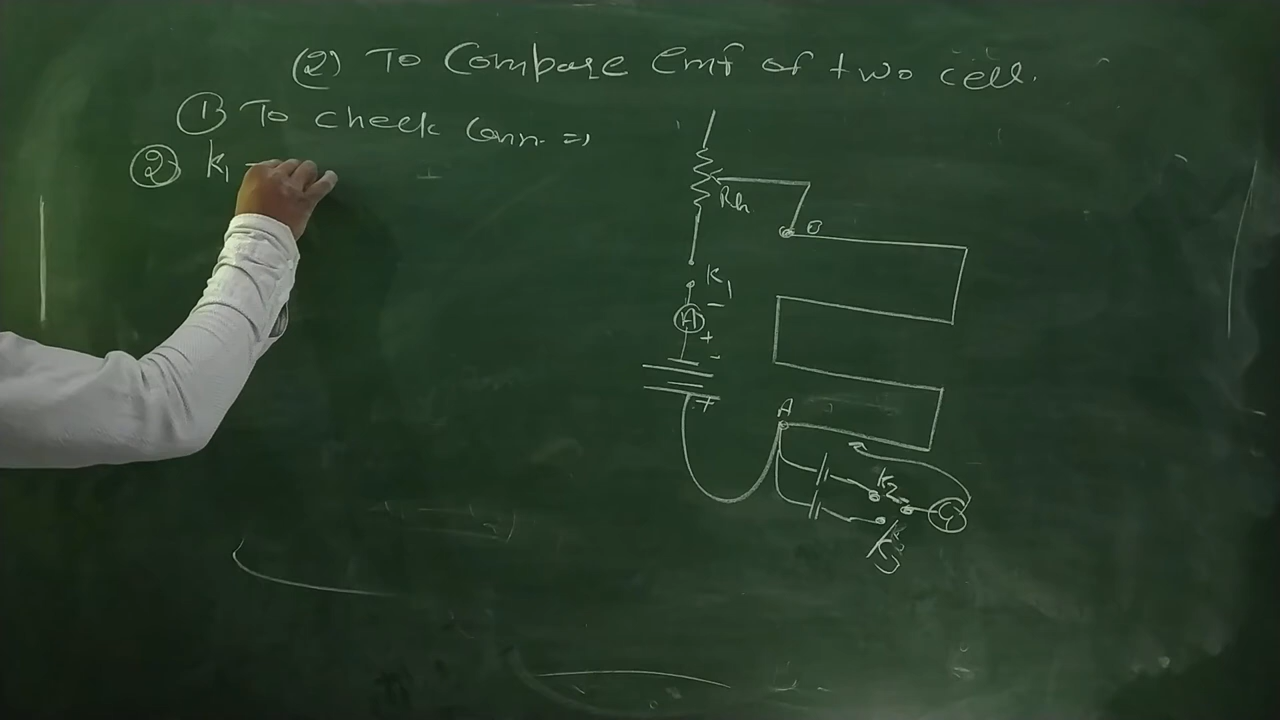 (2) To Compare Emf of two cell.
① To check Conn. =>
② K1 -
Rh
B
K1
-
A
+
-
+
A
K2
G
K3